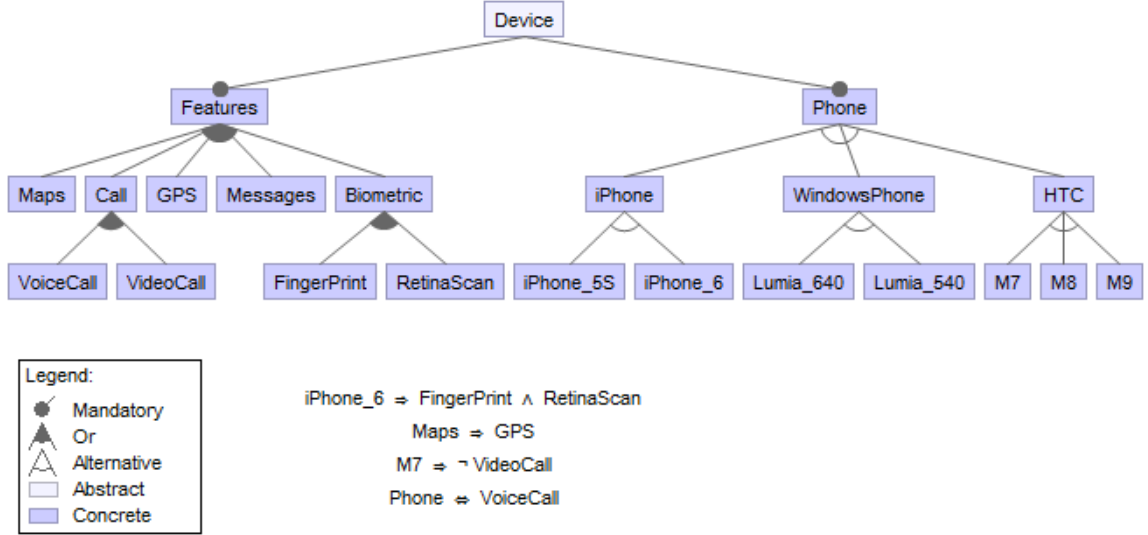 Device
Features Phone
Maps Call GPS Messages Biometric iPhone WindowsPhone HTC
VoiceCall VideoCall FingerPrint RetinaScan iPhone_5S iPhone_6 Lumia_640 Lumia_540 M7 M8 M9
Legend:
Mandatory
Or
Alternative
Abstract
Concrete
iPhone_6 ⇒ FingerPrint ∧ RetinaScan
Maps ⇒ GPS
M7 ⇒ ¬ VideoCall
Phone ⇔ VoiceCall